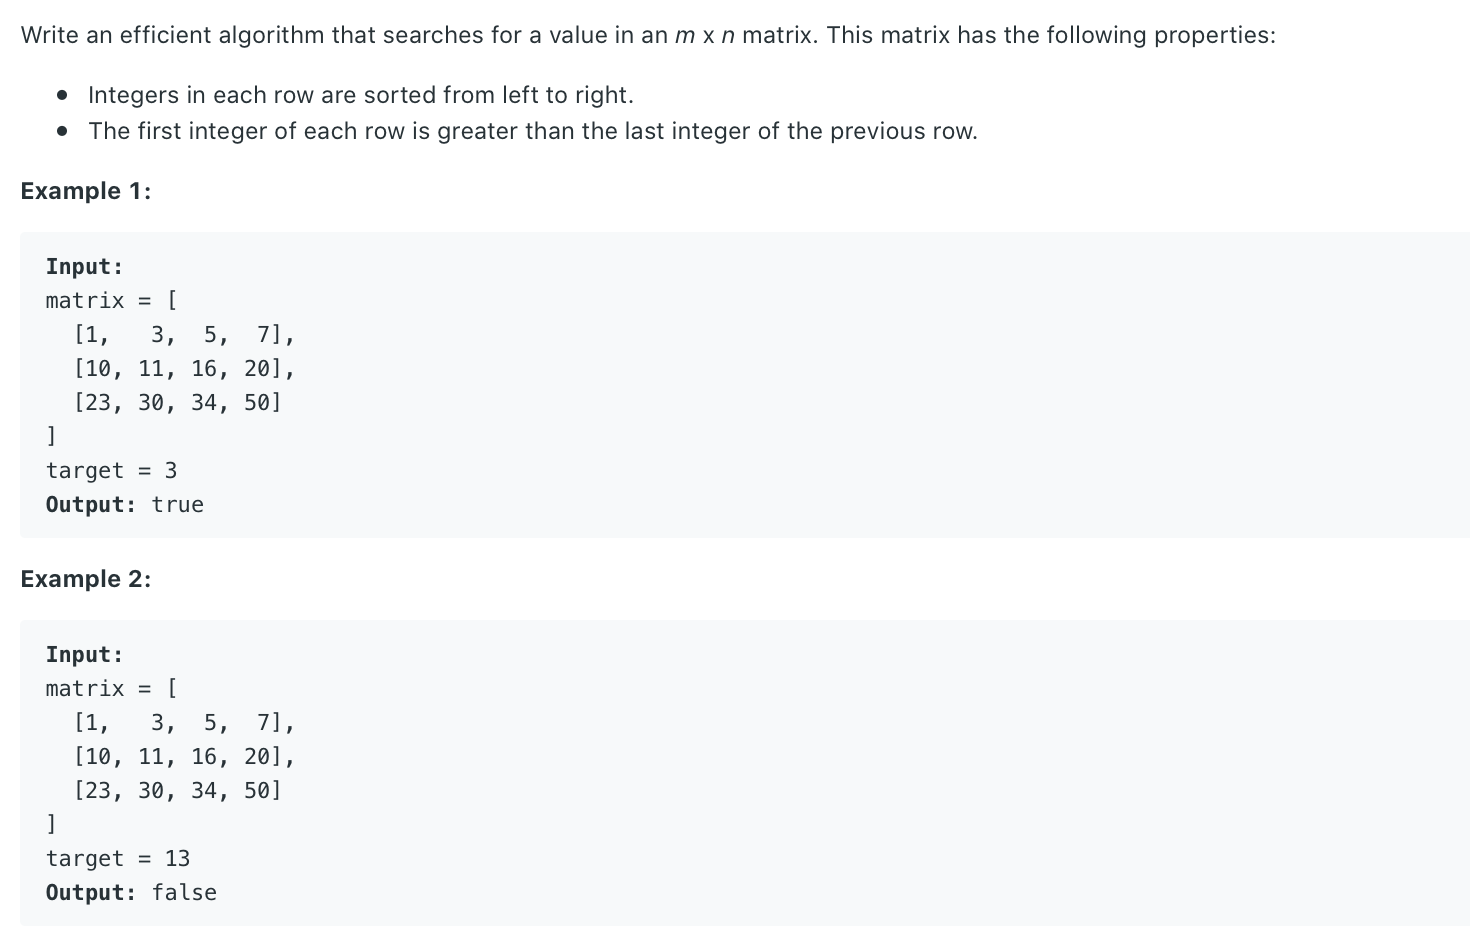 Write an efficient algorithm that searches for a value in an m x n matrix. This matrix has the following properties:
• Integers in each row are sorted from left to right.
• The first integer of each row is greater than the last integer of the previous row.
Example 1:
Input:
matrix = [
  [1,   3,  5,  7],
  [10, 11, 16, 20],
  [23, 30, 34, 50]
]
target = 3
Output: true
Example 2:
Input:
matrix = [
  [1,   3,  5,  7],
  [10, 11, 16, 20],
  [23, 30, 34, 50]
]
target = 13
Output: false